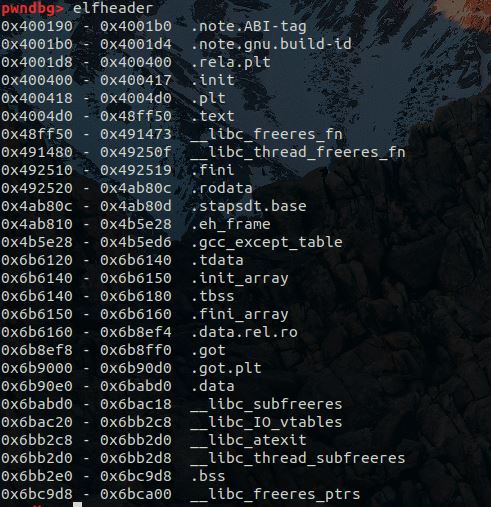 pwndbg> elfheader
0x400190 - 0x4001b0  .note.ABI-tag
0x4001b0 - 0x4001d4  .note.gnu.build-id
0x4001d8 - 0x400400  .rela.plt
0x400400 - 0x400417  .init
0x400418 - 0x4004d0  .plt
0x4004d0 - 0x48ff50  .text
0x48ff50 - 0x491473  __libc_freeres_fn
0x491480 - 0x49250f  __libc_thread_freeres_fn
0x492510 - 0x492519  .fini
0x492520 - 0x4ab80c  .rodata
0x4ab80c - 0x4ab80d  .stapsdt.base
0x4ab810 - 0x4b5e28  .eh_frame
0x4b5e28 - 0x4b5ed6  .gcc_except_table
0x6b6120 - 0x6b6140  .tdata
0x6b6140 - 0x6b6150  .init_array
0x6b6140 - 0x6b6180  .tbss
0x6b6150 - 0x6b6160  .fini_array
0x6b6160 - 0x6b8ef4  .data.rel.ro
0x6b8ef8 - 0x6b8ff0  .got
0x6b9000 - 0x6b90d0  .got.plt
0x6b90e0 - 0x6babd0  .data
0x6babd0 - 0x6bac18  __libc_subfreeres
0x6bac20 - 0x6bb2c8  __libc_IO_vtables
0x6bb2c8 - 0x6bb2d0  __libc_atexit
0x6bb2d0 - 0x6bb2d8  __libc_thread_subfreeres
0x6bb2e0 - 0x6bc9d8  .bss
0x6bc9d8 - 0x6bca00  __libc_freeres_ptrs